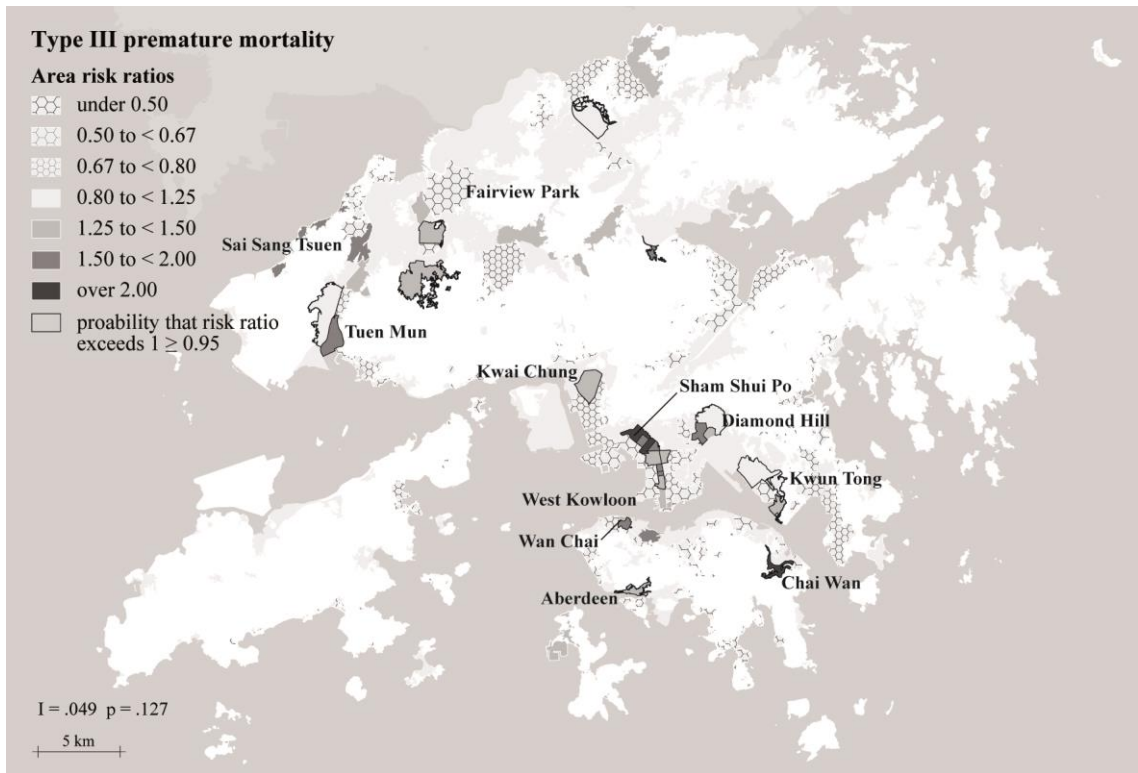 Type III premature mortality
Area risk ratios
under 0.50
0.50 to < 0.67
0.67 to < 0.80
0.80 to < 1.25
1.25 to < 1.50
1.50 to < 2.00
over 2.00
proability that risk ratio
exceeds 1 ≥ 0.95
Fairview Park
Sai Sang Tsuen
Tuen Mun
Kwai Chung
Sham Shui Po
Diamond Hill
Kwun Tong
West Kowloon
Wan Chai
Chai Wan
Aberdeen
I = .049 p = .127
5 km